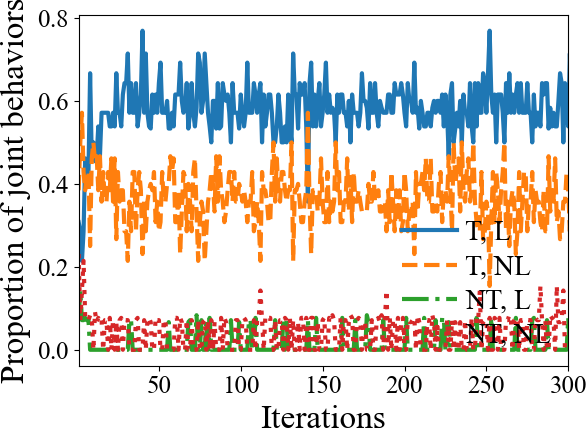 Proportion of joint behaviors
0.8
0.6
0.4
0.2
0.0
T, L
T, NL
NT, L
NT, NL
50
100
150
200
250
300
Iterations